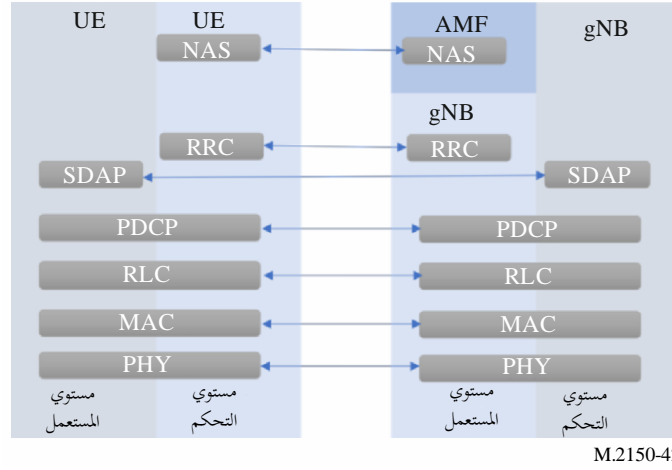 UE UE AMF gNB
NAS NAS
gNB
RRC RRC
SDAP SDAP
PDCP PDCP
RLC RLC
MAC MAC
PHY PHY
مستوي مستوي مستوي مستوي
المستعمل التحكم المستعمل التحكم
M.2150-4